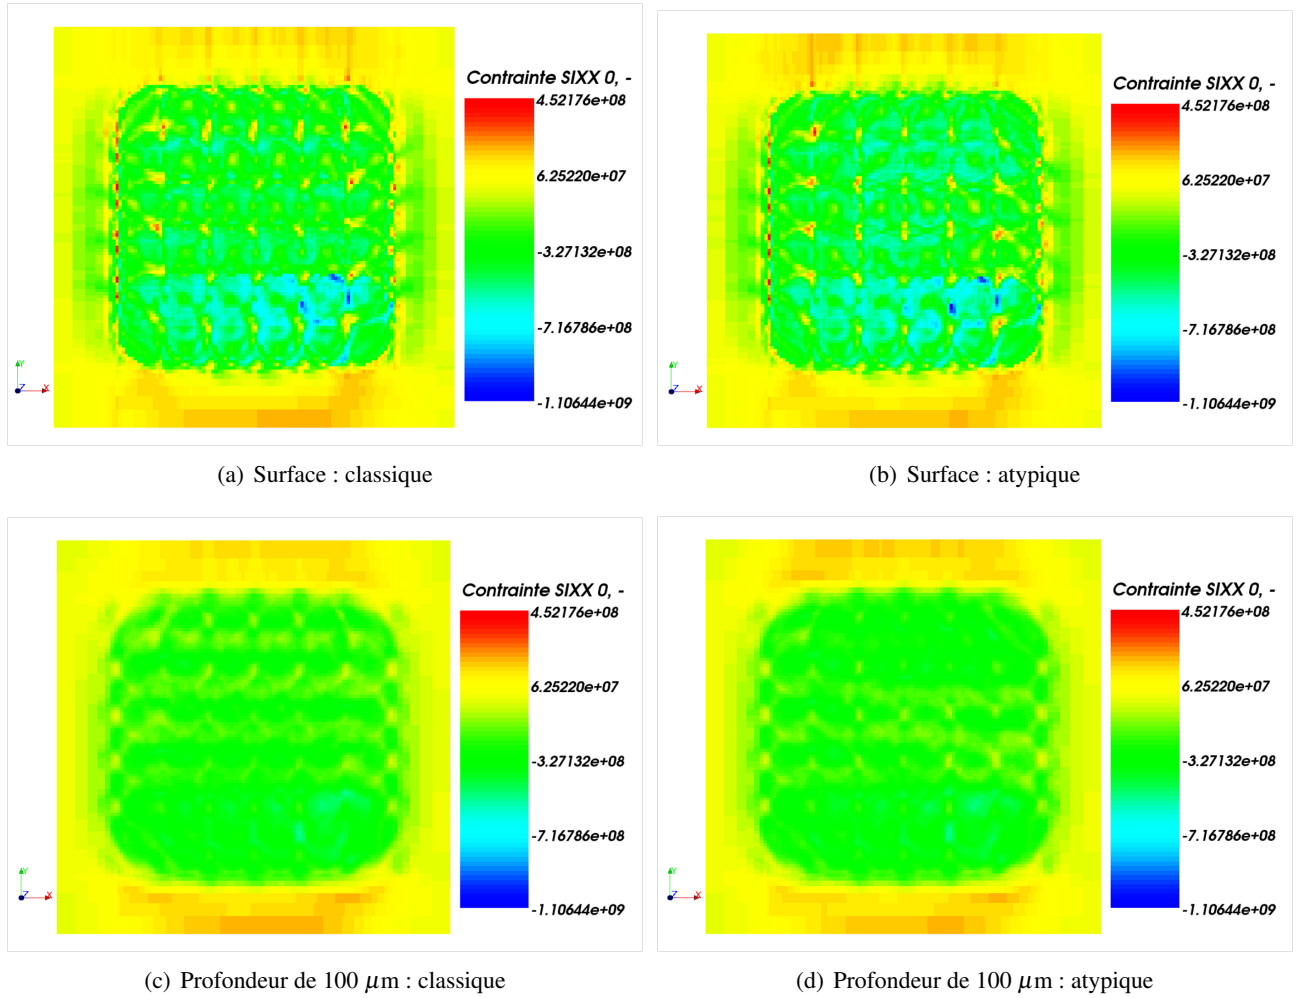 Contrainte SIXX 0, -
4.52176e+08
6.25220e+07
-3.27132e+08
-7.16786e+08
-1.10644e+09
Y
Z
X
(a) Surface : classique
Contrainte SIXX 0, -
4.52176e+08
6.25220e+07
-3.27132e+08
-7.16786e+08
-1.10644e+09
Y
Z
X
(b) Surface : atypique
Contrainte SIXX 0, -
4.52176e+08
6.25220e+07
-3.27132e+08
-7.16786e+08
-1.10644e+09
Y
Z
X
(c) Profondeur de 100 μm : classique
Contrainte SIXX 0, -
4.52176e+08
6.25220e+07
-3.27132e+08
-7.16786e+08
-1.10644e+09
Y
Z
X
(d) Profondeur de 100 μm : atypique